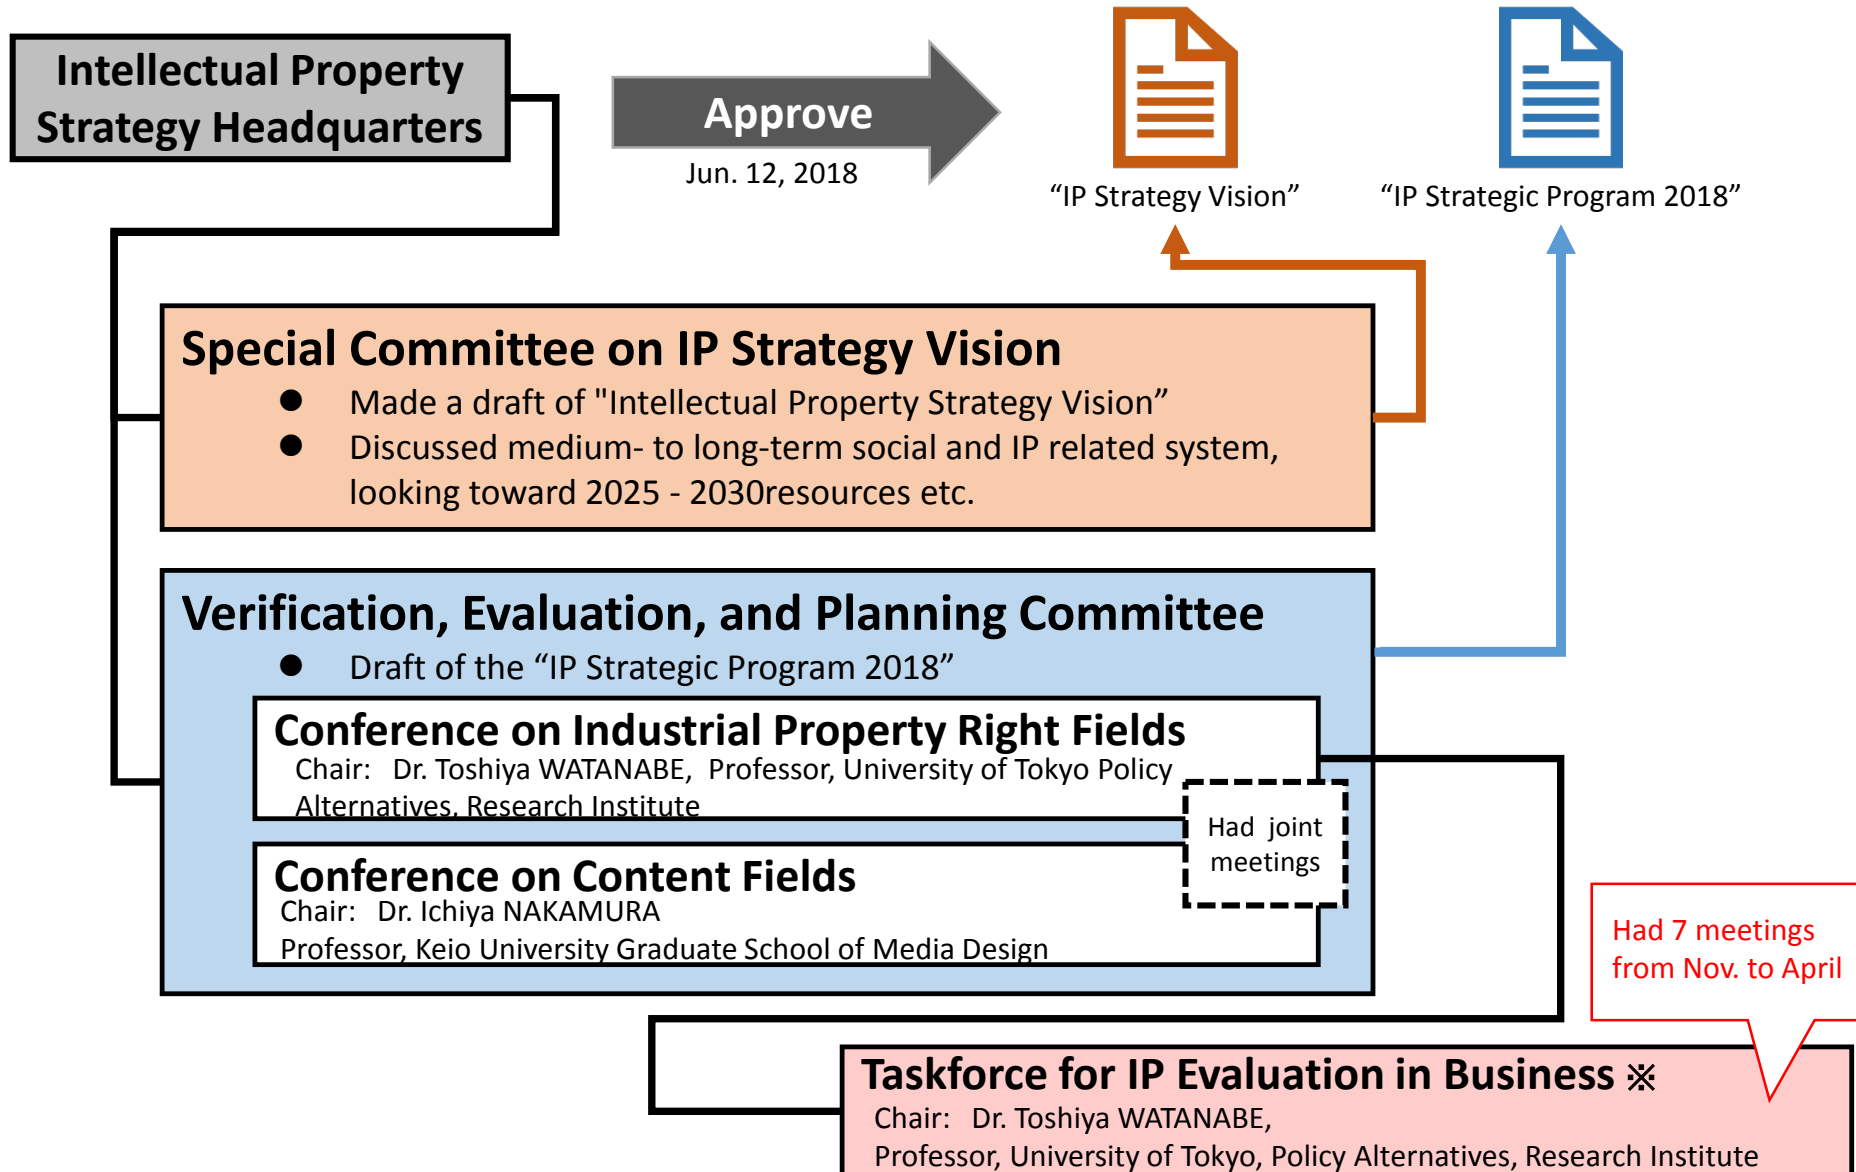 Intellectual Property
Strategy Headquarters
Approve
Jun. 12, 2018
“IP Strategy Vision”
“IP Strategic Program 2018”
Special Committee on IP Strategy Vision
● Made a draft of "Intellectual Property Strategy Vision”
● Discussed medium- to long-term social and IP related system,
looking toward 2025 - 2030resources etc.
Verification, Evaluation, and Planning Committee
● Draft of the “IP Strategic Program 2018”
Conference on Industrial Property Right Fields
Chair: Dr. Toshiya WATANABE, Professor, University of Tokyo Policy
Alternatives, Research Institute
Had joint
meetings
Conference on Content Fields
Chair: Dr. Ichiya NAKAMURA
Professor, Keio University Graduate School of Media Design
Had 7 meetings
from Nov. to April
Taskforce for IP Evaluation in Business ※
Chair: Dr. Toshiya WATANABE,
Professor, University of Tokyo, Policy Alternatives, Research Institute